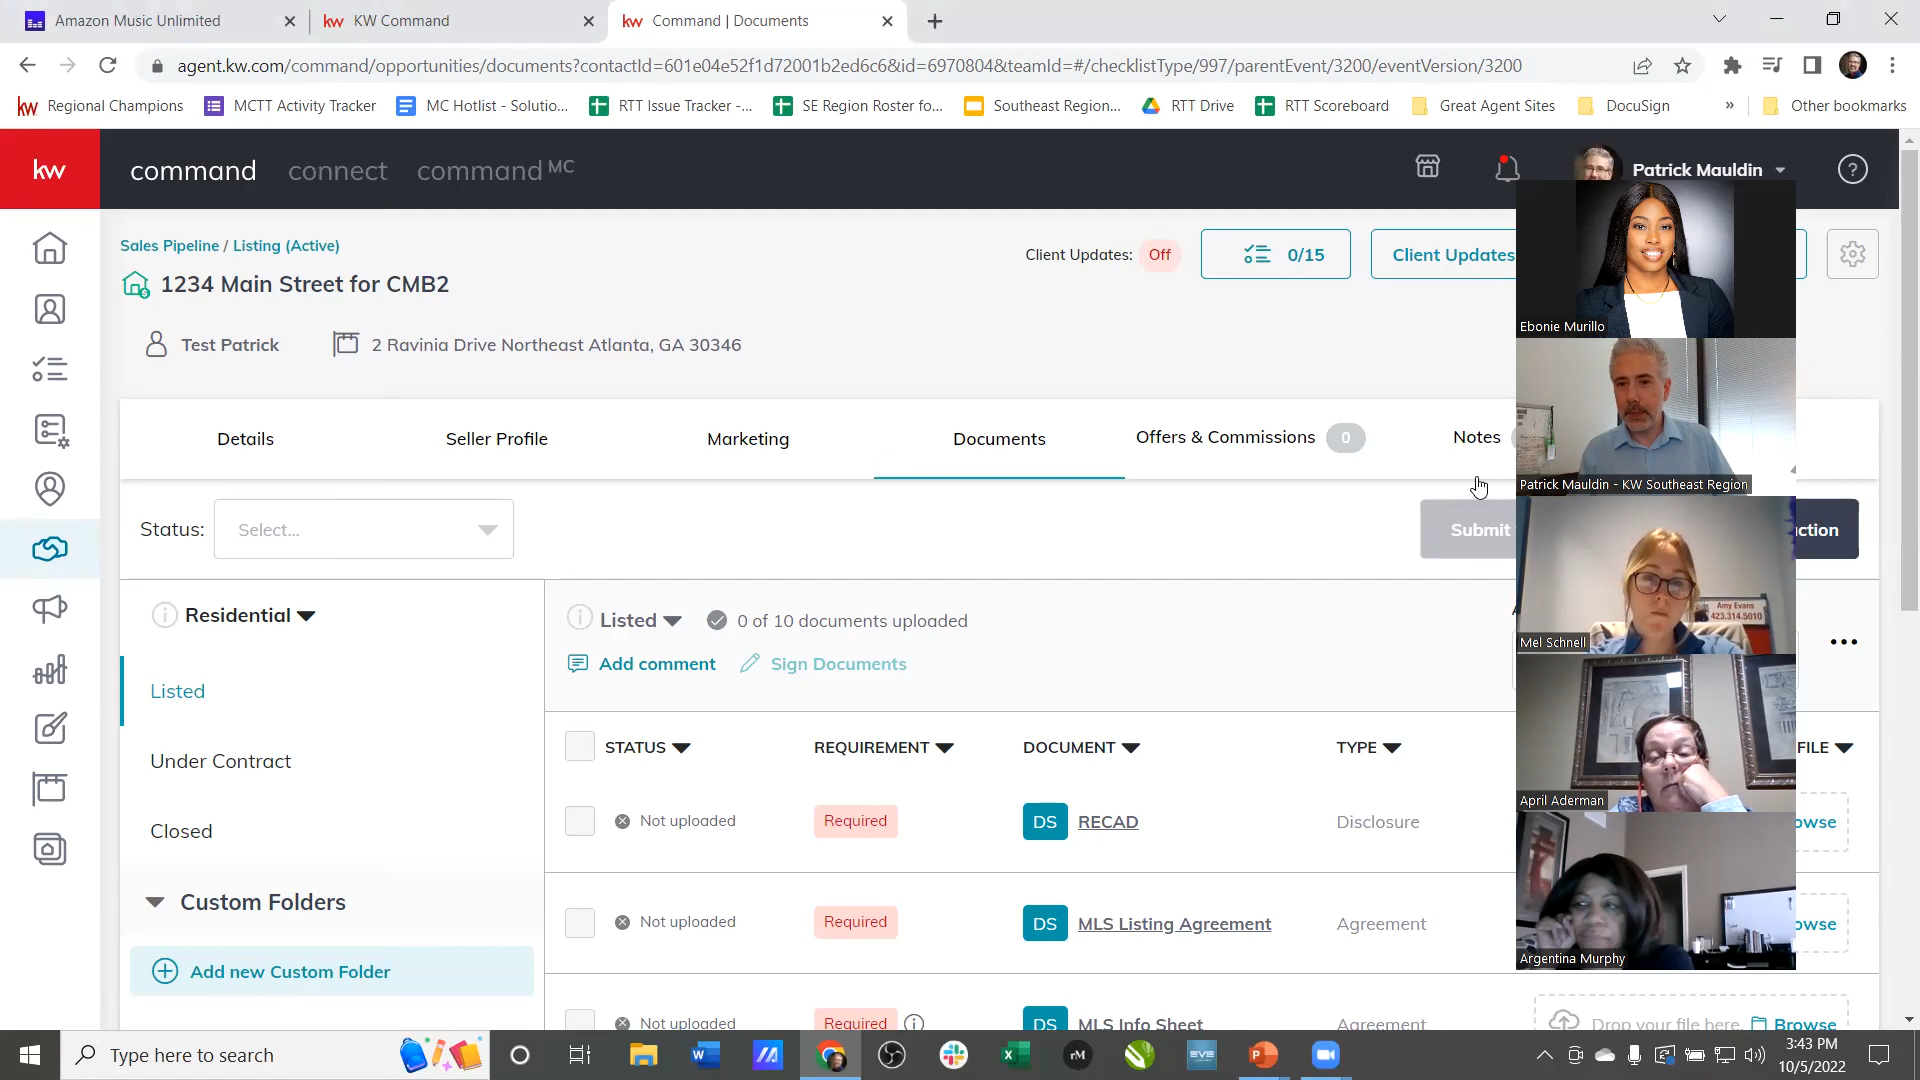 Amazon Music Unlimited
KW Command
Command | Documents
agent.kw.com/command/opportunities/documents?contactId=601e04e52f1d72001b2ed6c6&id=6970804&teamId=#/checklistType/997/parentEvent/3200/eventVersion/3200
kw Regional Champions
MCTT Activity Tracker
MC Hotlist - Solutio...
RTT Issue Tracker -...
SE Region Roster fo...
Southeast Region...
RTT Drive
RTT Scoreboard
Great Agent Sites
DocuSign
»
Other bookmarks
kw
command connect command MC
Patrick Mauldin
Sales Pipeline / Listing (Active)
Client Updates: Off
0/15
Client Updates
1234 Main Street for CMB2
Test Patrick
2 Ravinia Drive Northeast Atlanta, GA 30346
Ebonie Murillo
Details
Seller Profile
Marketing
Documents
Offers & Commissions 0
Notes
Patrick Mauldin - KW Southeast Region
Status: Select...
Submit
ction
Residential
Listed
0 of 10 documents uploaded
Amy Evans
423.314.5010
Mel Schnell
Add comment
Sign Documents
Listed
Under Contract
Closed
STATUS
REQUIREMENT
DOCUMENT
TYPE
FILE
April Aderman
Not uploaded
Required
DS RECAD
Disclosure
owse
Custom Folders
Not uploaded
Required
DS MLS Listing Agreement
Agreement
owse
Argentina Murphy
Add new Custom Folder
Not uploaded
Required
DS MLS Info Sheet
Agreement
Drop your file here. Browse
Type here to search
rM
EVE
3:43 PM
10/5/2022